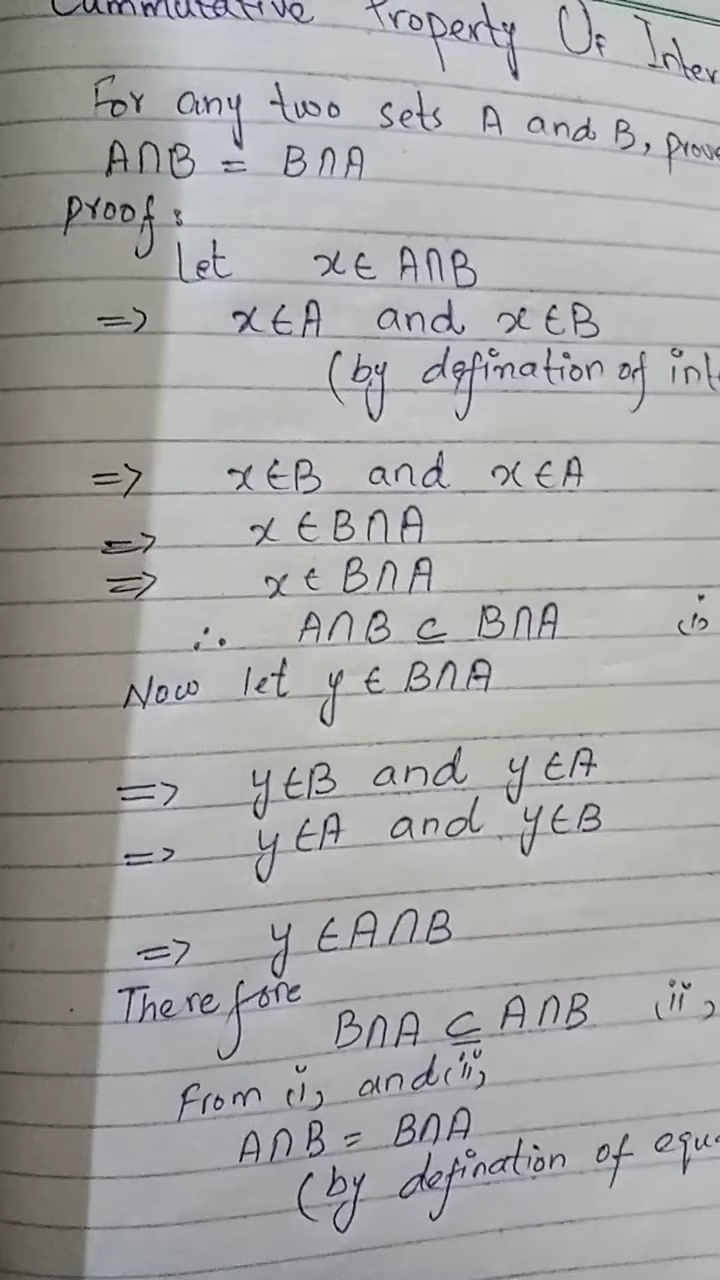 Cummutative Property Of Inter
For any two sets A and B, prove
A∩B = B∩A
proof:
Let x∈ A∩B
=> x∈A and x∈B
(by defination of int
=> x∈B and x∈A
=> x∈B∩A
=> x∈ B∩A
∴ A∩B ⊆ B∩A (i)
Now let y ∈ B∩A
=> y∈B and y∈A
=> y∈A and y∈B
=> y ∈A∩B
Therefore
B∩A ⊆ A∩B (ii)
from (i) and (ii)
A∩B = B∩A
(by defination of equ